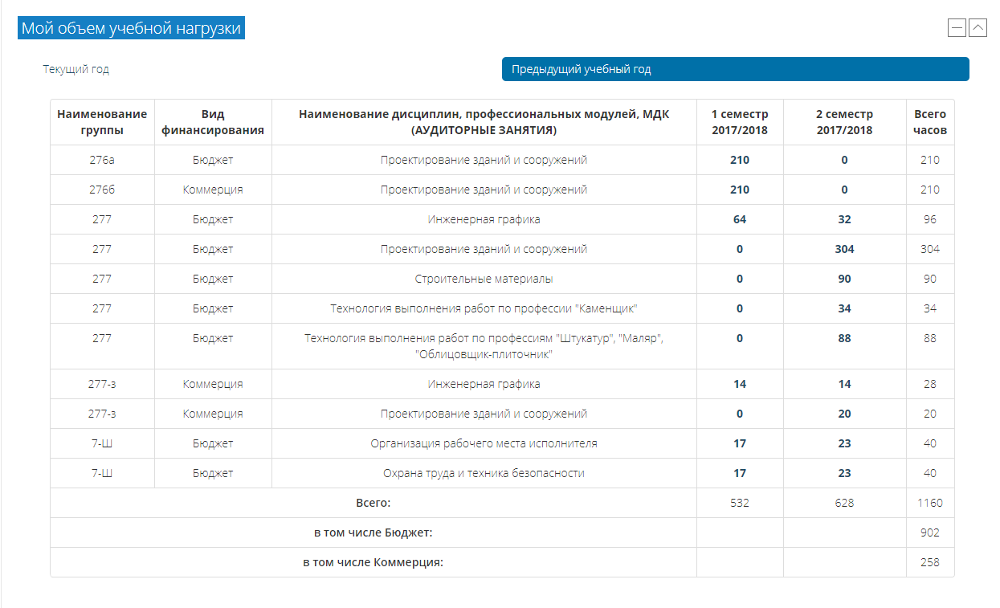 Мой объем учебной нагрузки
Текущий год
Предыдущий учебный год
Наименование группы Вид финансирования Наименование дисциплин, профессиональных модулей, МДК (АУДИТОРНЫЕ ЗАНЯТИЯ) 1 семестр 2017/2018 2 семестр 2017/2018 Всего часов
276а Бюджет Проектирование зданий и сооружений 210 0 210
276б Коммерция Проектирование зданий и сооружений 210 0 210
277 Бюджет Инженерная графика 64 32 96
277 Бюджет Проектирование зданий и сооружений 0 304 304
277 Бюджет Строительные материалы 0 90 90
277 Бюджет Технология выполнения работ по профессии "Каменщик" 0 34 34
277 Бюджет Технология выполнения работ по профессиям "Штукатур", "Маляр", "Облицовщик-плиточник" 0 88 88
277-з Коммерция Инженерная графика 14 14 28
277-з Коммерция Проектирование зданий и сооружений 0 20 20
7-Ш Бюджет Организация рабочего места исполнителя 17 23 40
7-Ш Бюджет Охрана труда и техника безопасности 17 23 40
Всего: 532 628 1160
в том числе Бюджет: 902
в том числе Коммерция: 258